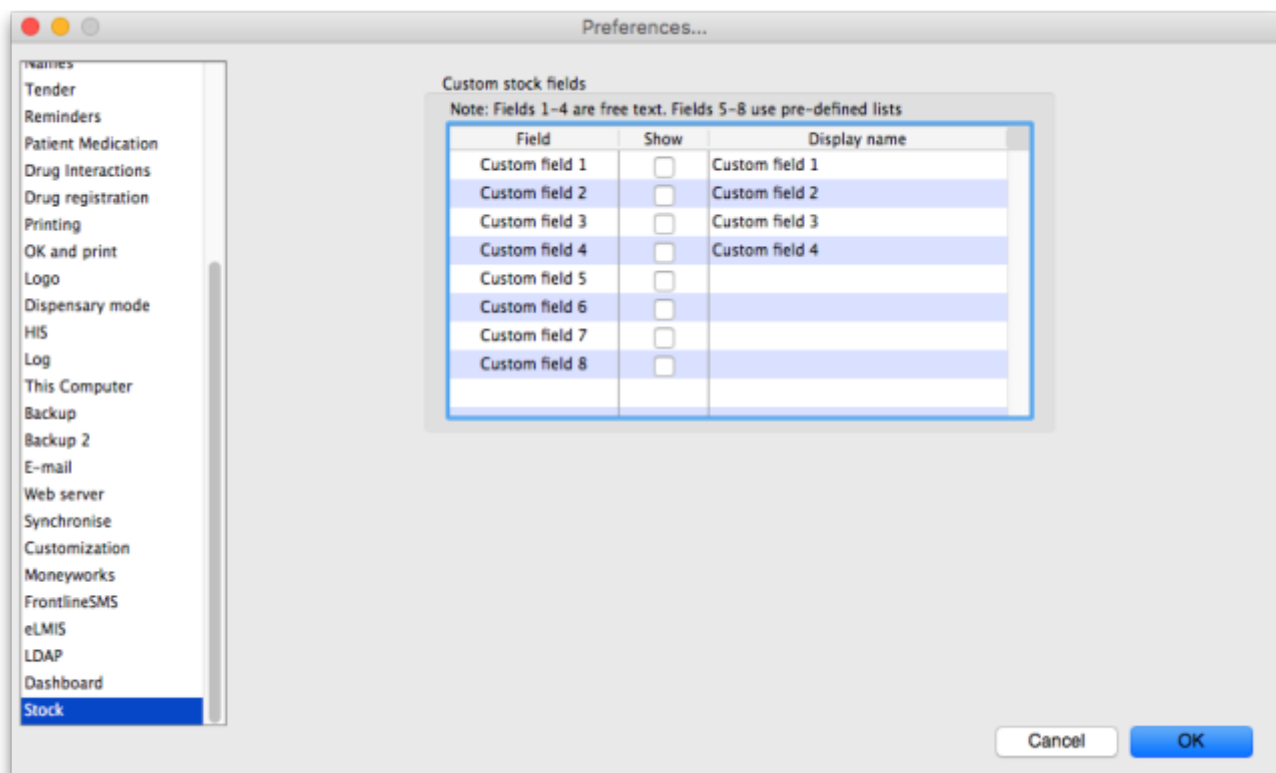 Preferences...
Names
Tender
Reminders
Patient Medication
Drug Interactions
Drug registration
Printing
OK and print
Logo
Dispensary mode
HIS
Log
This Computer
Backup
Backup 2
E-mail
Web server
Synchronise
Customization
Moneyworks
FrontlineSMS
eLMIS
LDAP
Dashboard
Stock
Custom stock fields
Note: Fields 1-4 are free text. Fields 5-8 use pre-defined lists
Field Show Display name
Custom field 1 Custom field 1
Custom field 2 Custom field 2
Custom field 3 Custom field 3
Custom field 4 Custom field 4
Custom field 5
Custom field 6
Custom field 7
Custom field 8
Cancel OK